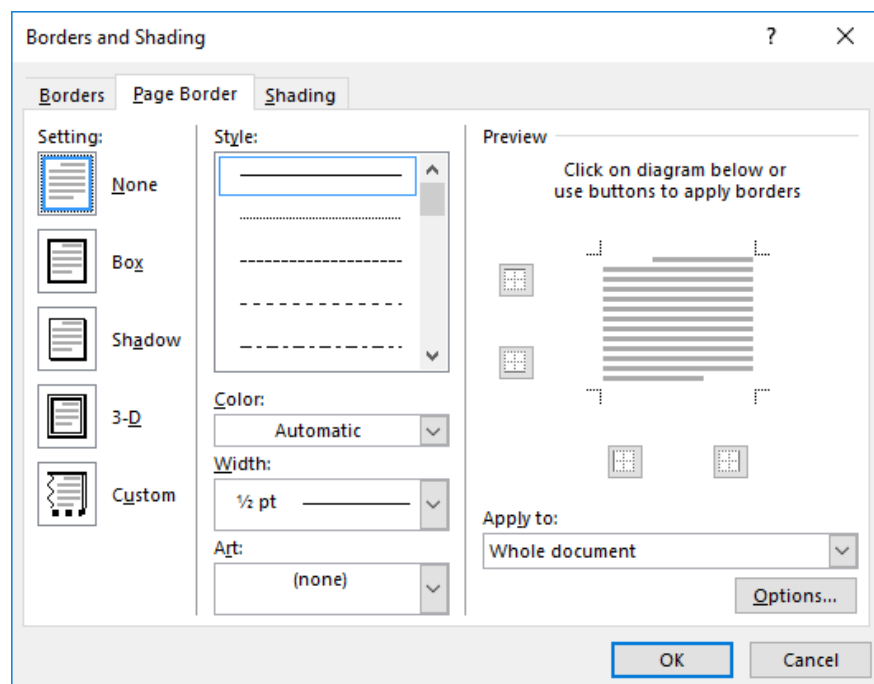 Borders and Shading
?
Borders
Page Border
Shading
Setting:
None
Box
Shadow
3-D
Custom
Style:
Color:
Automatic
Width:
½ pt
Art:
(none)
Preview
Click on diagram below or
use buttons to apply borders
Apply to:
Whole document
Options...
OK
Cancel